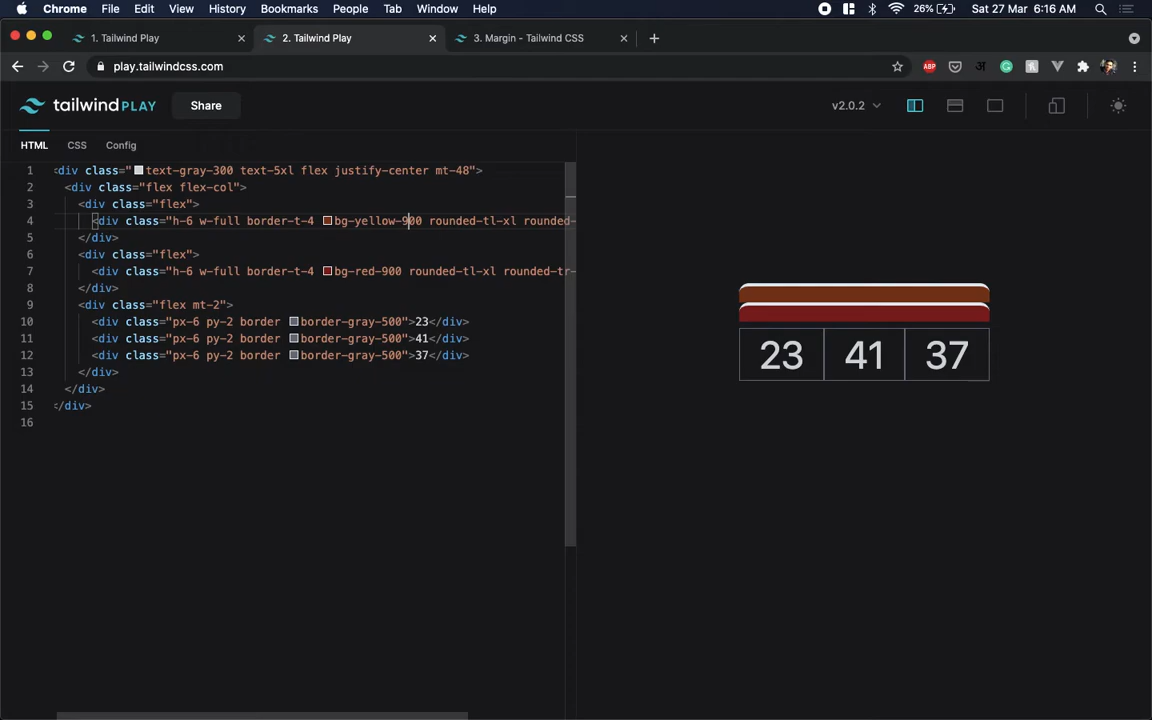 Chrome File Edit View History Bookmarks People Tab Window Help 26% Sat 27 Mar 6:16 AM
1. Tailwind Play
2. Tailwind Play
3. Margin - Tailwind CSS
play.tailwindcss.com
ABP
tailwind PLAY Share v2.0.2
HTML CSS Config
1 <div class="text-gray-300 text-5xl flex justify-center mt-48">
2 <div class="flex flex-col">
3 <div class="flex">
4 <div class="h-6 w-full border-t-4 bg-yellow-900 rounded-tl-xl rounded-
5 </div>
6 <div class="flex">
7 <div class="h-6 w-full border-t-4 bg-red-900 rounded-tl-xl rounded-tr-
8 </div>
9 <div class="flex mt-2">
10 <div class="px-6 py-2 border border-gray-500">23</div>
11 <div class="px-6 py-2 border border-gray-500">41</div>
12 <div class="px-6 py-2 border border-gray-500">37</div>
13 </div>
14 </div>
15 </div>
16
23 41 37